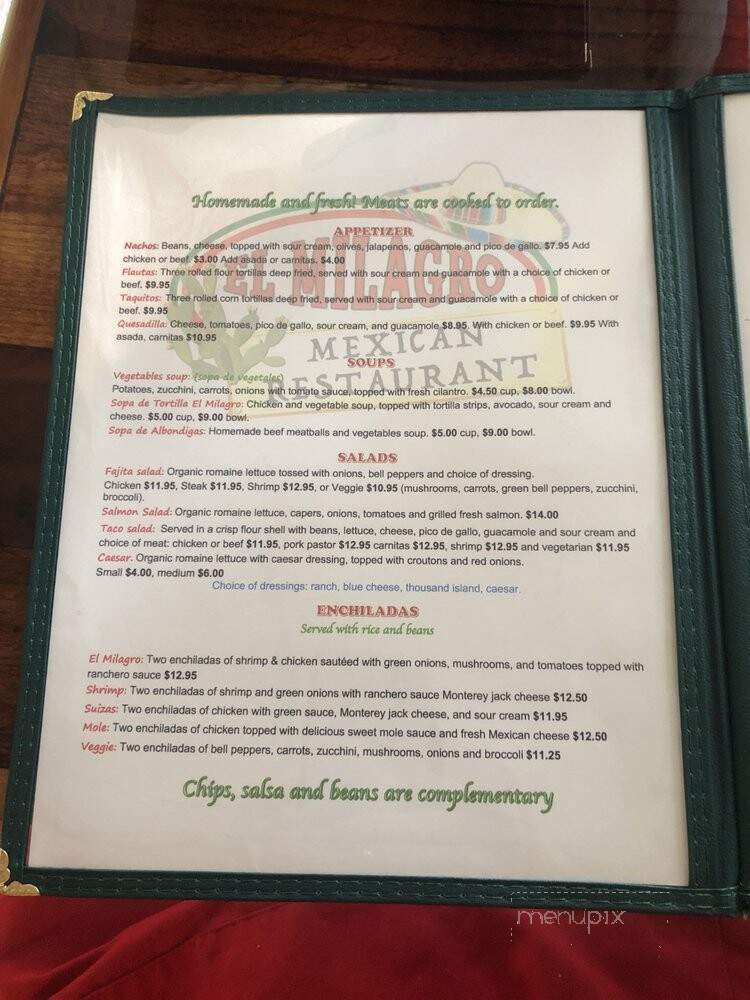 Homemade and fresh! Meats are cooked to order.
APPETIZER
Nachos: Beans, cheese, topped with sour cream, olives, jalapenos, guacamole and pico de gallo. $7.95 Add
chicken or beef. $3.00 Add asada or carnitas. $4.00
Flautas: Three rolled flour tortillas deep fried, served with sour cream and guacamole with a choice of chicken or
beef. $9.95
Taquitos: Three rolled corn tortillas deep fried, served with sour cream and guacamole with a choice of chicken or
beef. $9.95
Quesadilla: Cheese, tomatoes, pico de gallo, sour cream, and guacamole $8.95. With chicken or beef. $9.95 With
asada, carnitas $10.95
EL MILAGRO
MEXICAN
RESTAURANT
SOUPS
Vegetables soup: (sopa de vegetales)
Potatoes, zucchini, carrots, onions with tomato sauce, topped with fresh cilantro. $4.50 cup, $8.00 bowl.
Sopa de Tortilla El Milagro: Chicken and vegetable soup, topped with tortilla strips, avocado, sour cream and
cheese. $5.00 cup, $9.00 bowl.
Sopa de Albondigas: Homemade beef meatballs and vegetables soup. $5.00 cup, $9.00 bowl.
SALADS
Fajita salad: Organic romaine lettuce tossed with onions, bell peppers and choice of dressing.
Chicken $11.95, Steak $11.95, Shrimp $12.95, or Veggie $10.95 (mushrooms, carrots, green bell peppers, zucchini,
broccoli).
Salmon Salad: Organic romaine lettuce, capers, onions, tomatoes and grilled fresh salmon. $14.00
Taco salad: Served in a crisp flour shell with beans, lettuce, cheese, pico de gallo, guacamole and sour cream and
choice of meat: chicken or beef $11.95, pork pastor $12.95 carnitas $12.95, shrimp $12.95 and vegetarian $11.95
Caesar. Organic romaine lettuce with caesar dressing, topped with croutons and red onions.
Small $4.00, medium $6.00
Choice of dressings: ranch, blue cheese, thousand island, caesar.
ENCHILADAS
Served with rice and beans
El Milagro: Two enchiladas of shrimp & chicken sautéed with green onions, mushrooms, and tomatoes topped with
ranchero sauce $12.95
Shrimp: Two enchiladas of shrimp and green onions with ranchero sauce Monterey jack cheese $12.50
Suizas: Two enchiladas of chicken with green sauce, Monterey jack cheese, and sour cream $11.95
Mole: Two enchiladas of chicken topped with delicious sweet mole sauce and fresh Mexican cheese $12.50
Veggie: Two enchiladas of bell peppers, carrots, zucchini, mushrooms, onions and broccoli $11.25
Chips, salsa and beans are complementary
menupix